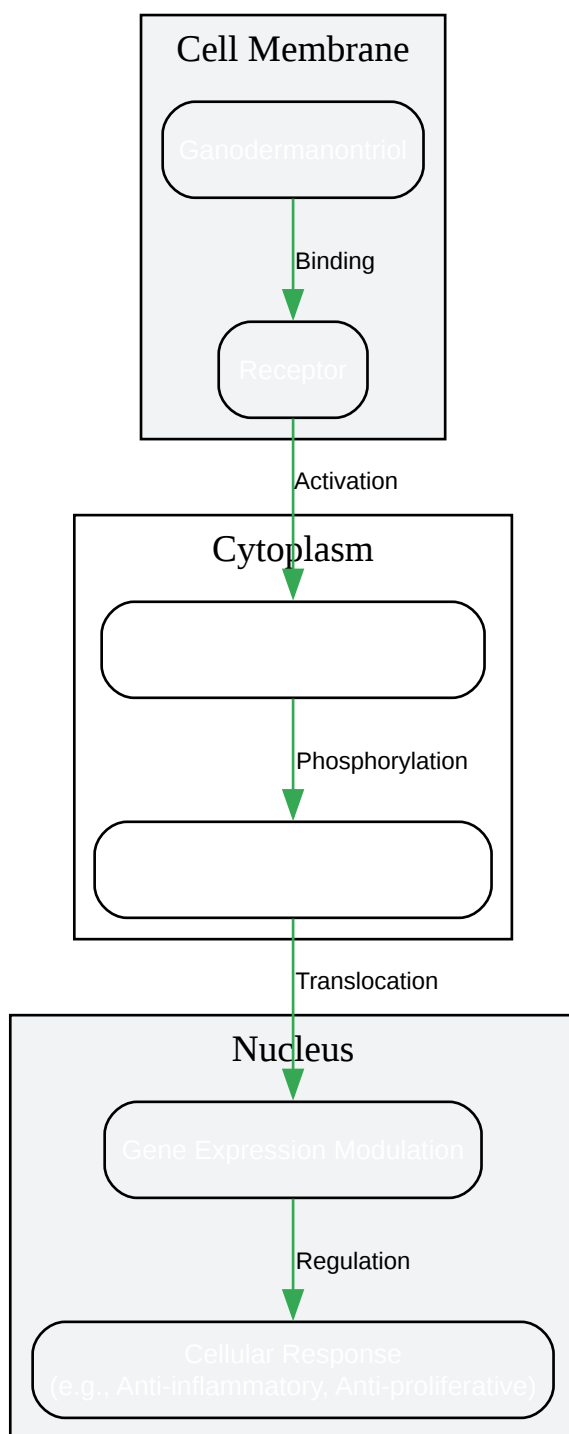 Cell Membrane
Ganodermanontriol
Binding
Receptor
Activation
Cytoplasm
Phosphorylation
Translocation
Nucleus
Gene Expression Modulation
Regulation
Cellular Response
(e.g., Anti-inflammatory, Anti-proliferative)